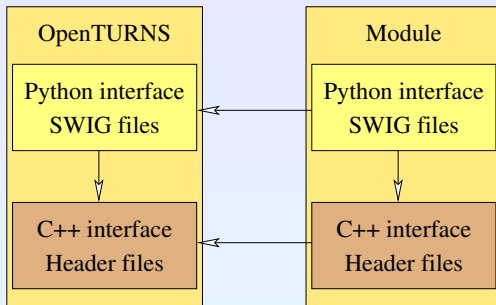 OpenTURNS
Python interface
SWIG files
C++ interface
Header files
Module
Python interface
SWIG files
C++ interface
Header files